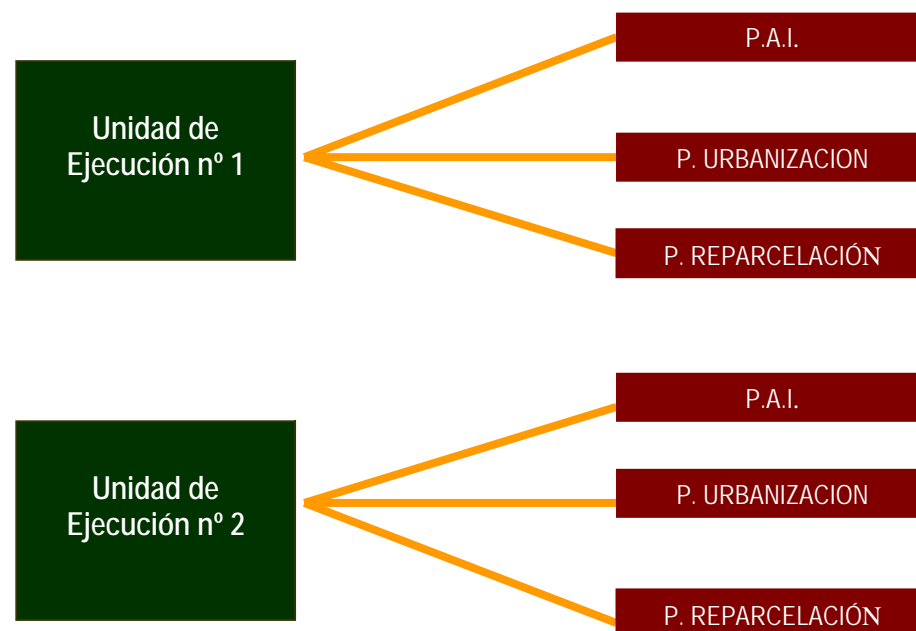 Unidad de
Ejecución nº 1
P.A.I.
P. URBANIZACION
P. REPARCELACIÓN
Unidad de
Ejecución nº 2
P.A.I.
P. URBANIZACION
P. REPARCELACIÓN